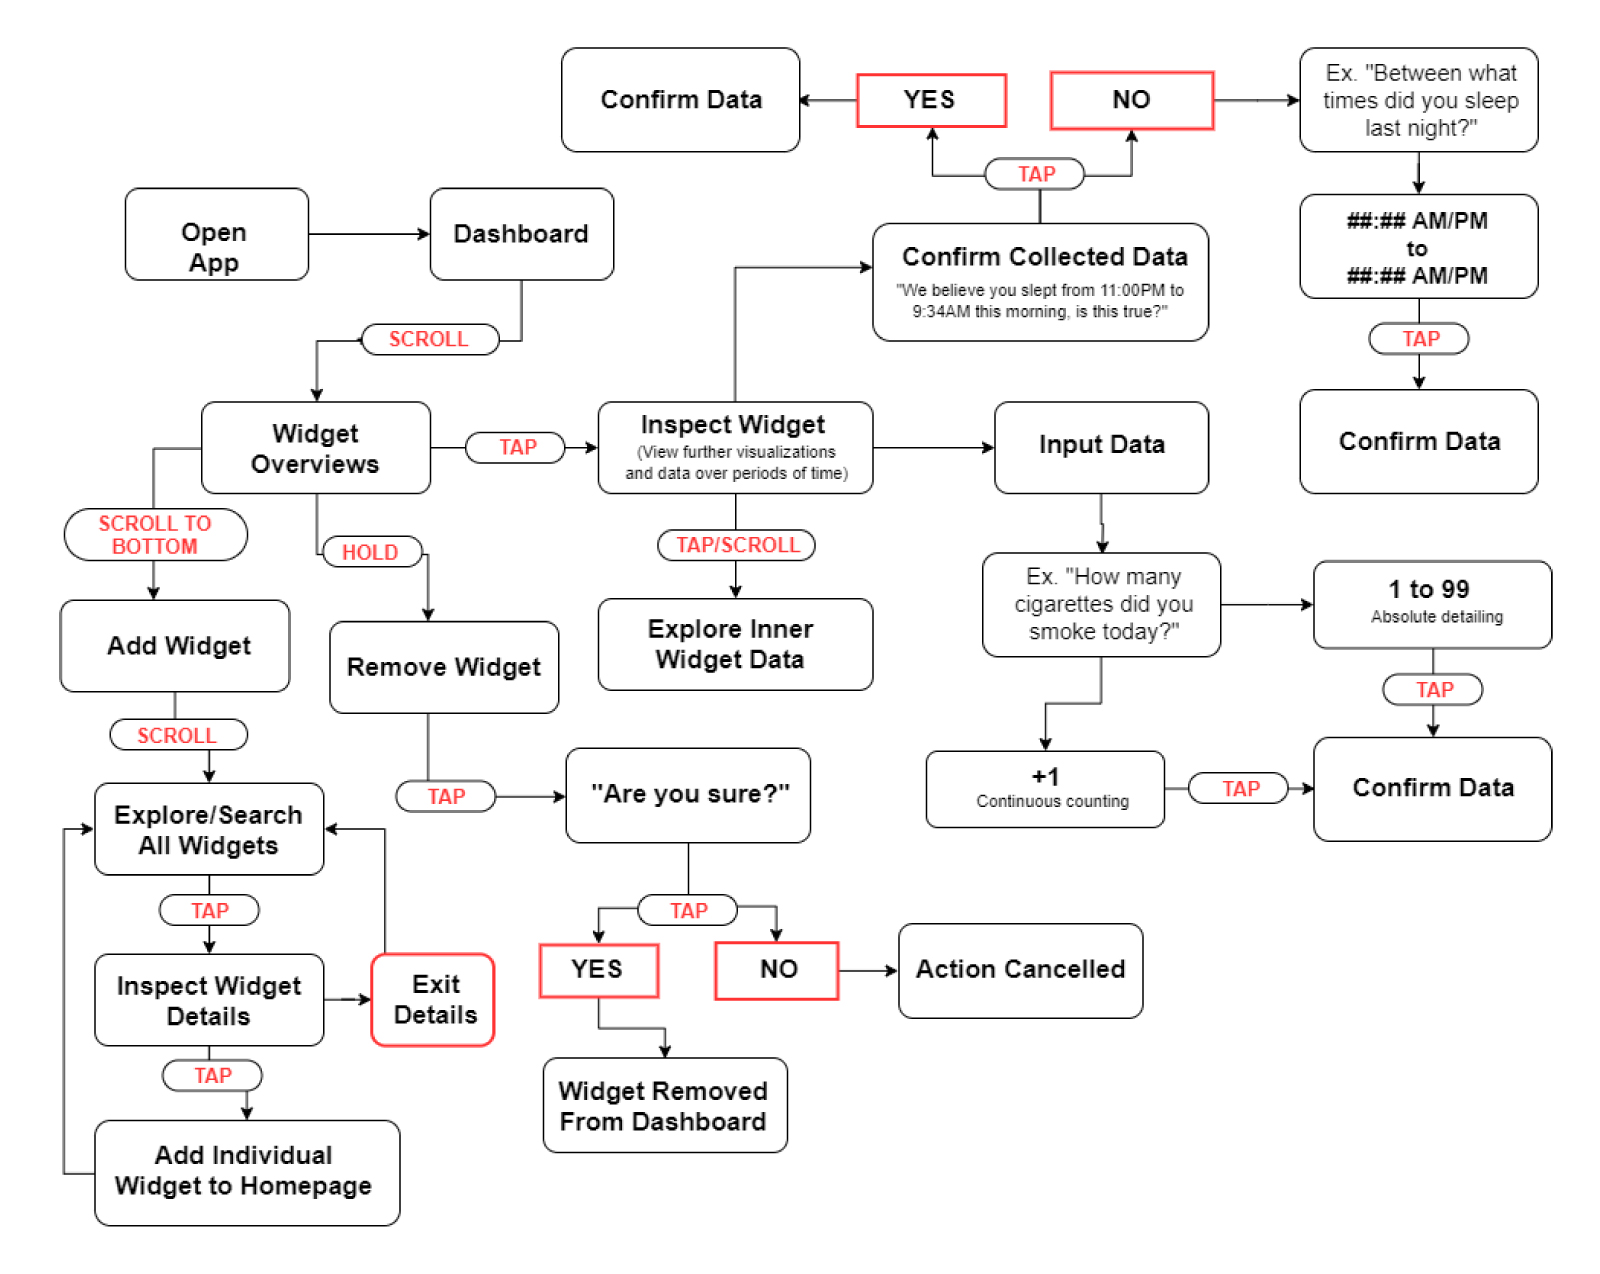 Confirm Data
YES
NO
Ex. "Between what
times did you sleep
last night?"
TAP
##:## AM/PM
to
##:## AM/PM
TAP
Confirm Data
Open
App
Dashboard
SCROLL
Confirm Collected Data
"We believe you slept from 11:00PM to
9:34AM this morning, is this true?"
Widget
Overviews
TAP
Inspect Widget
(View further visualizations
and data over periods of time)
Input Data
SCROLL TO
BOTTOM
HOLD
TAP/SCROLL
Ex. "How many
cigarettes did you
smoke today?"
1 to 99
Absolute detailing
Add Widget
Remove Widget
Explore Inner
Widget Data
TAP
SCROLL
TAP
"Are you sure?"
+1
Continuous counting
TAP
Confirm Data
Explore/Search
All Widgets
TAP
TAP
YES
NO
Action Cancelled
Inspect Widget
Details
Exit
Details
TAP
Widget Removed
From Dashboard
Add Individual
Widget to Homepage